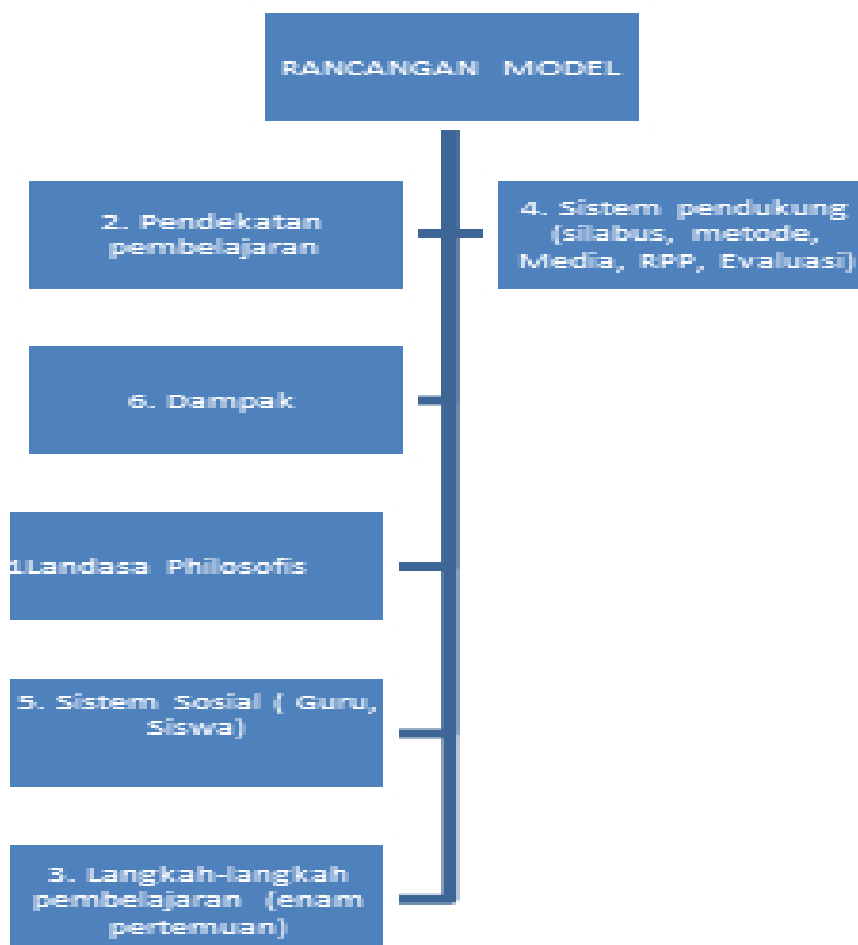 RANCANGAN MODEL
2. Pendekatan
pembelajaran
4. Sistem pendukung
(silabus, metode,
Media, RPP, Evaluasi)
6. Dampak
1Landasa Philosofis
5. Sistem Sosial ( Guru,
Siswa)
3. Langkah-langkah
pembelajaran (enam
pertemuan)